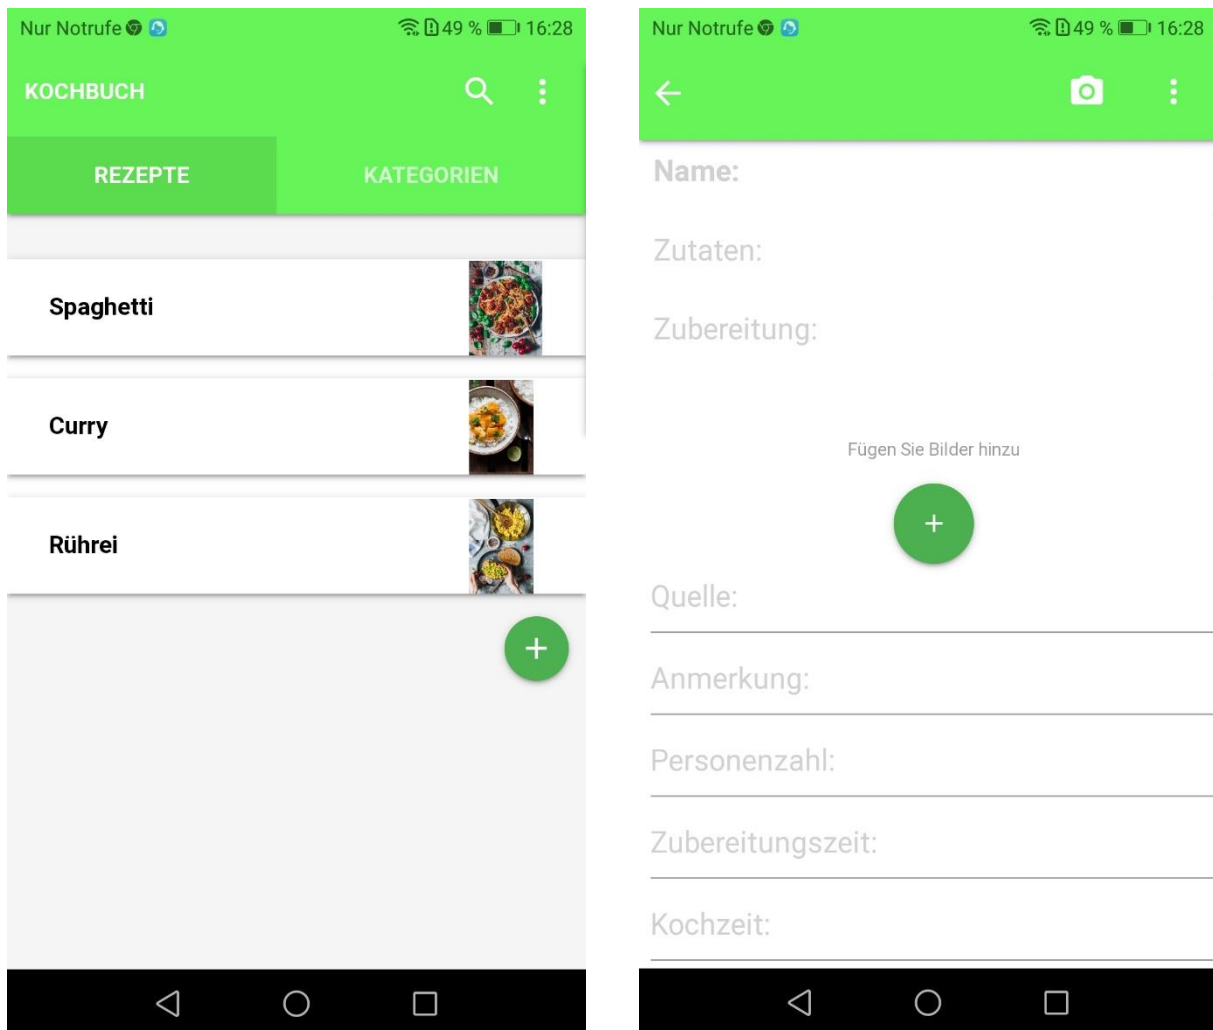 Nur Notrufe 49 % 16:28
KOCHBUCH
REZEPTE KATEGORIEN
Spaghetti
Curry
Rührei
+
Nur Notrufe 49 % 16:28
Name:
Zutaten:
Zubereitung:
Fügen Sie Bilder hinzu
+
Quelle:
Anmerkung:
Personenzahl:
Zubereitungszeit:
Kochzeit: